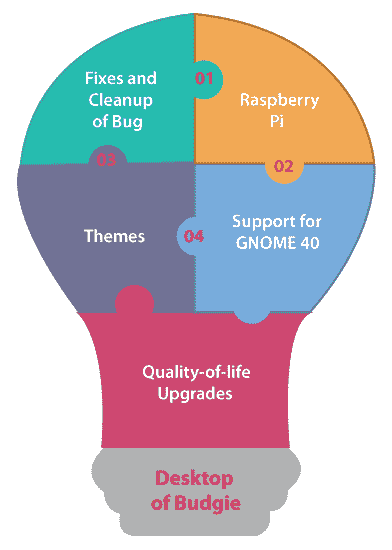 Fixes and
Cleanup
of Bug
01
Raspberry
Pi
03
02
Themes
04
Support for
GNOME 40
Quality-of-life
Upgrades
Desktop
of Budgie